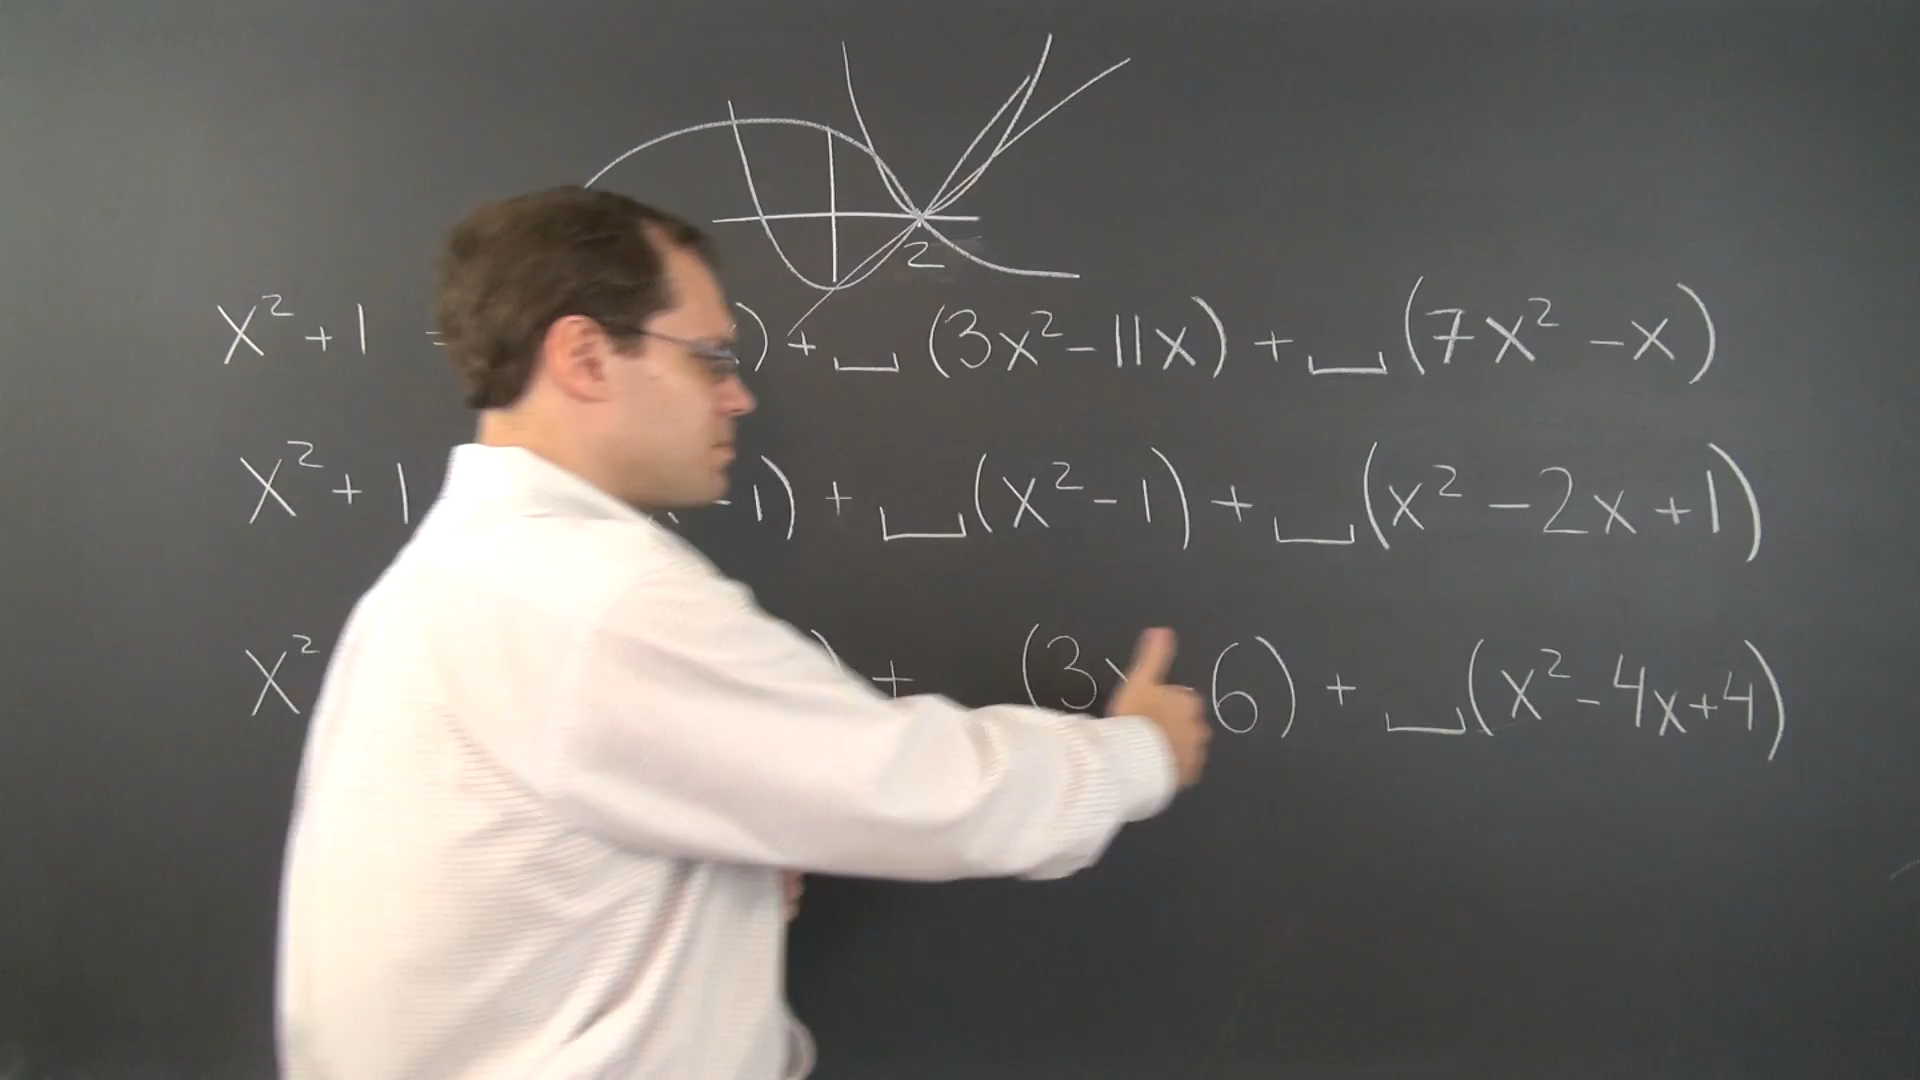 2
x² + 1 = ) + ⎵ (3x² - 11x) + ⎵ (7x² - x)
x² + 1 - 1) + ⎵ (x² - 1) + ⎵ (x² - 2x + 1)
x² ) + (3x - 6) + ⎵ (x² - 4x + 4)